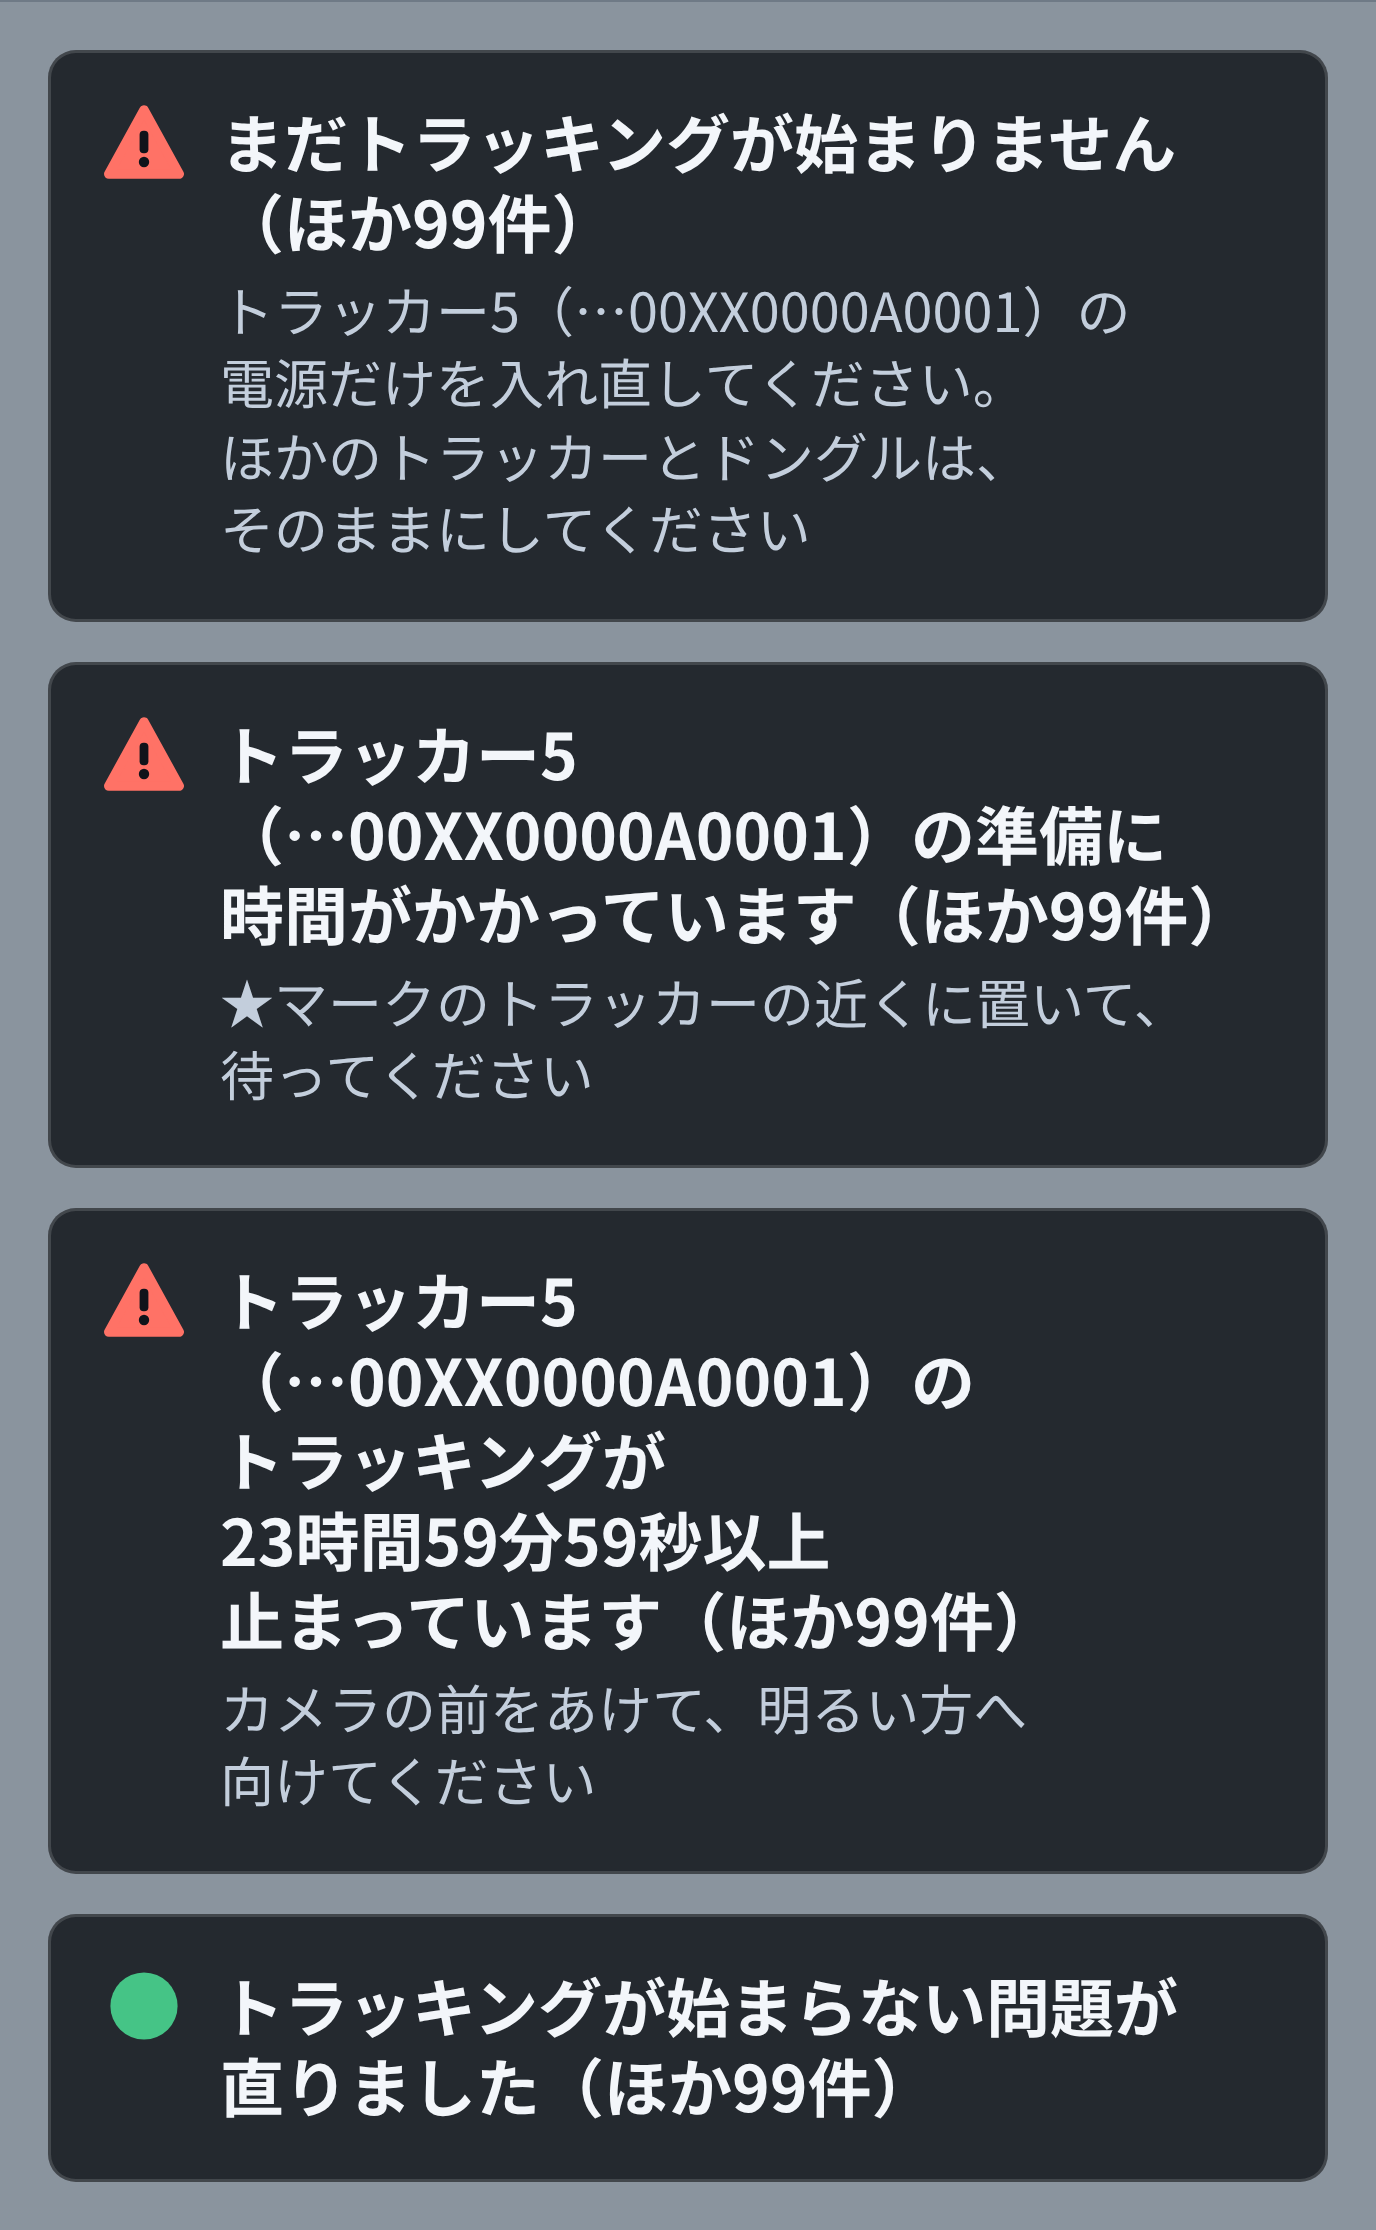 まだトラッキングが始まりません
（ほか99件）
トラッカー5（…00XX0000A0001）の
電源だけを入れ直してください。
ほかのトラッカーとドングルは、
そのままにしてください
トラッカー5
（…00XX0000A0001）の準備に
時間がかかっています（ほか99件）
★マークのトラッカーの近くに置いて、
待ってください
トラッカー5
（…00XX0000A0001）の
トラッキングが
23時間59分59秒以上
止まっています（ほか99件）
カメラの前をあけて、明るい方へ
向けてください
トラッキングが始まらない問題が
直りました（ほか99件）